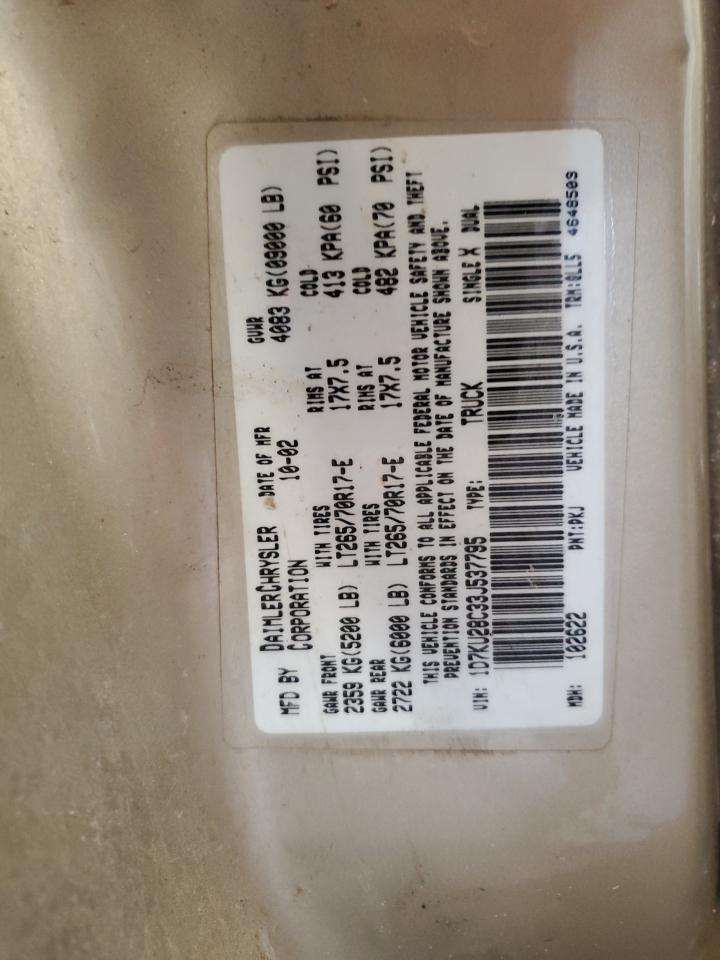 MFD BY DAIMLERCHRYSLER CORPORATION
DATE OF MFR 10-02
GVWR 4083 KG(09000 LB)
GAWR FRONT WITH TIRES RIMS AT COLD
2359 KG(5200 LB) LT265/70R17-E 17X7.5 413 KPA(60 PSI)
GAWR REAR WITH TIRES RIMS AT COLD
2722 KG(6000 LB) LT265/70R17-E 17X7.5 482 KPA(70 PSI)
THIS VEHICLE CONFORMS TO ALL APPLICABLE FEDERAL MOTOR VEHICLE SAFETY AND THEFT
PREVENTION STANDARDS IN EFFECT ON THE DATE OF MANUFACTURE SHOWN ABOVE.
VIN: 1D7KU28C33J537795 TYPE: TRUCK SINGLE X DUAL
MDH: 102622 PNT:PKJ VEHICLE MADE IN U.S.A. TRM:QLL5 4648509